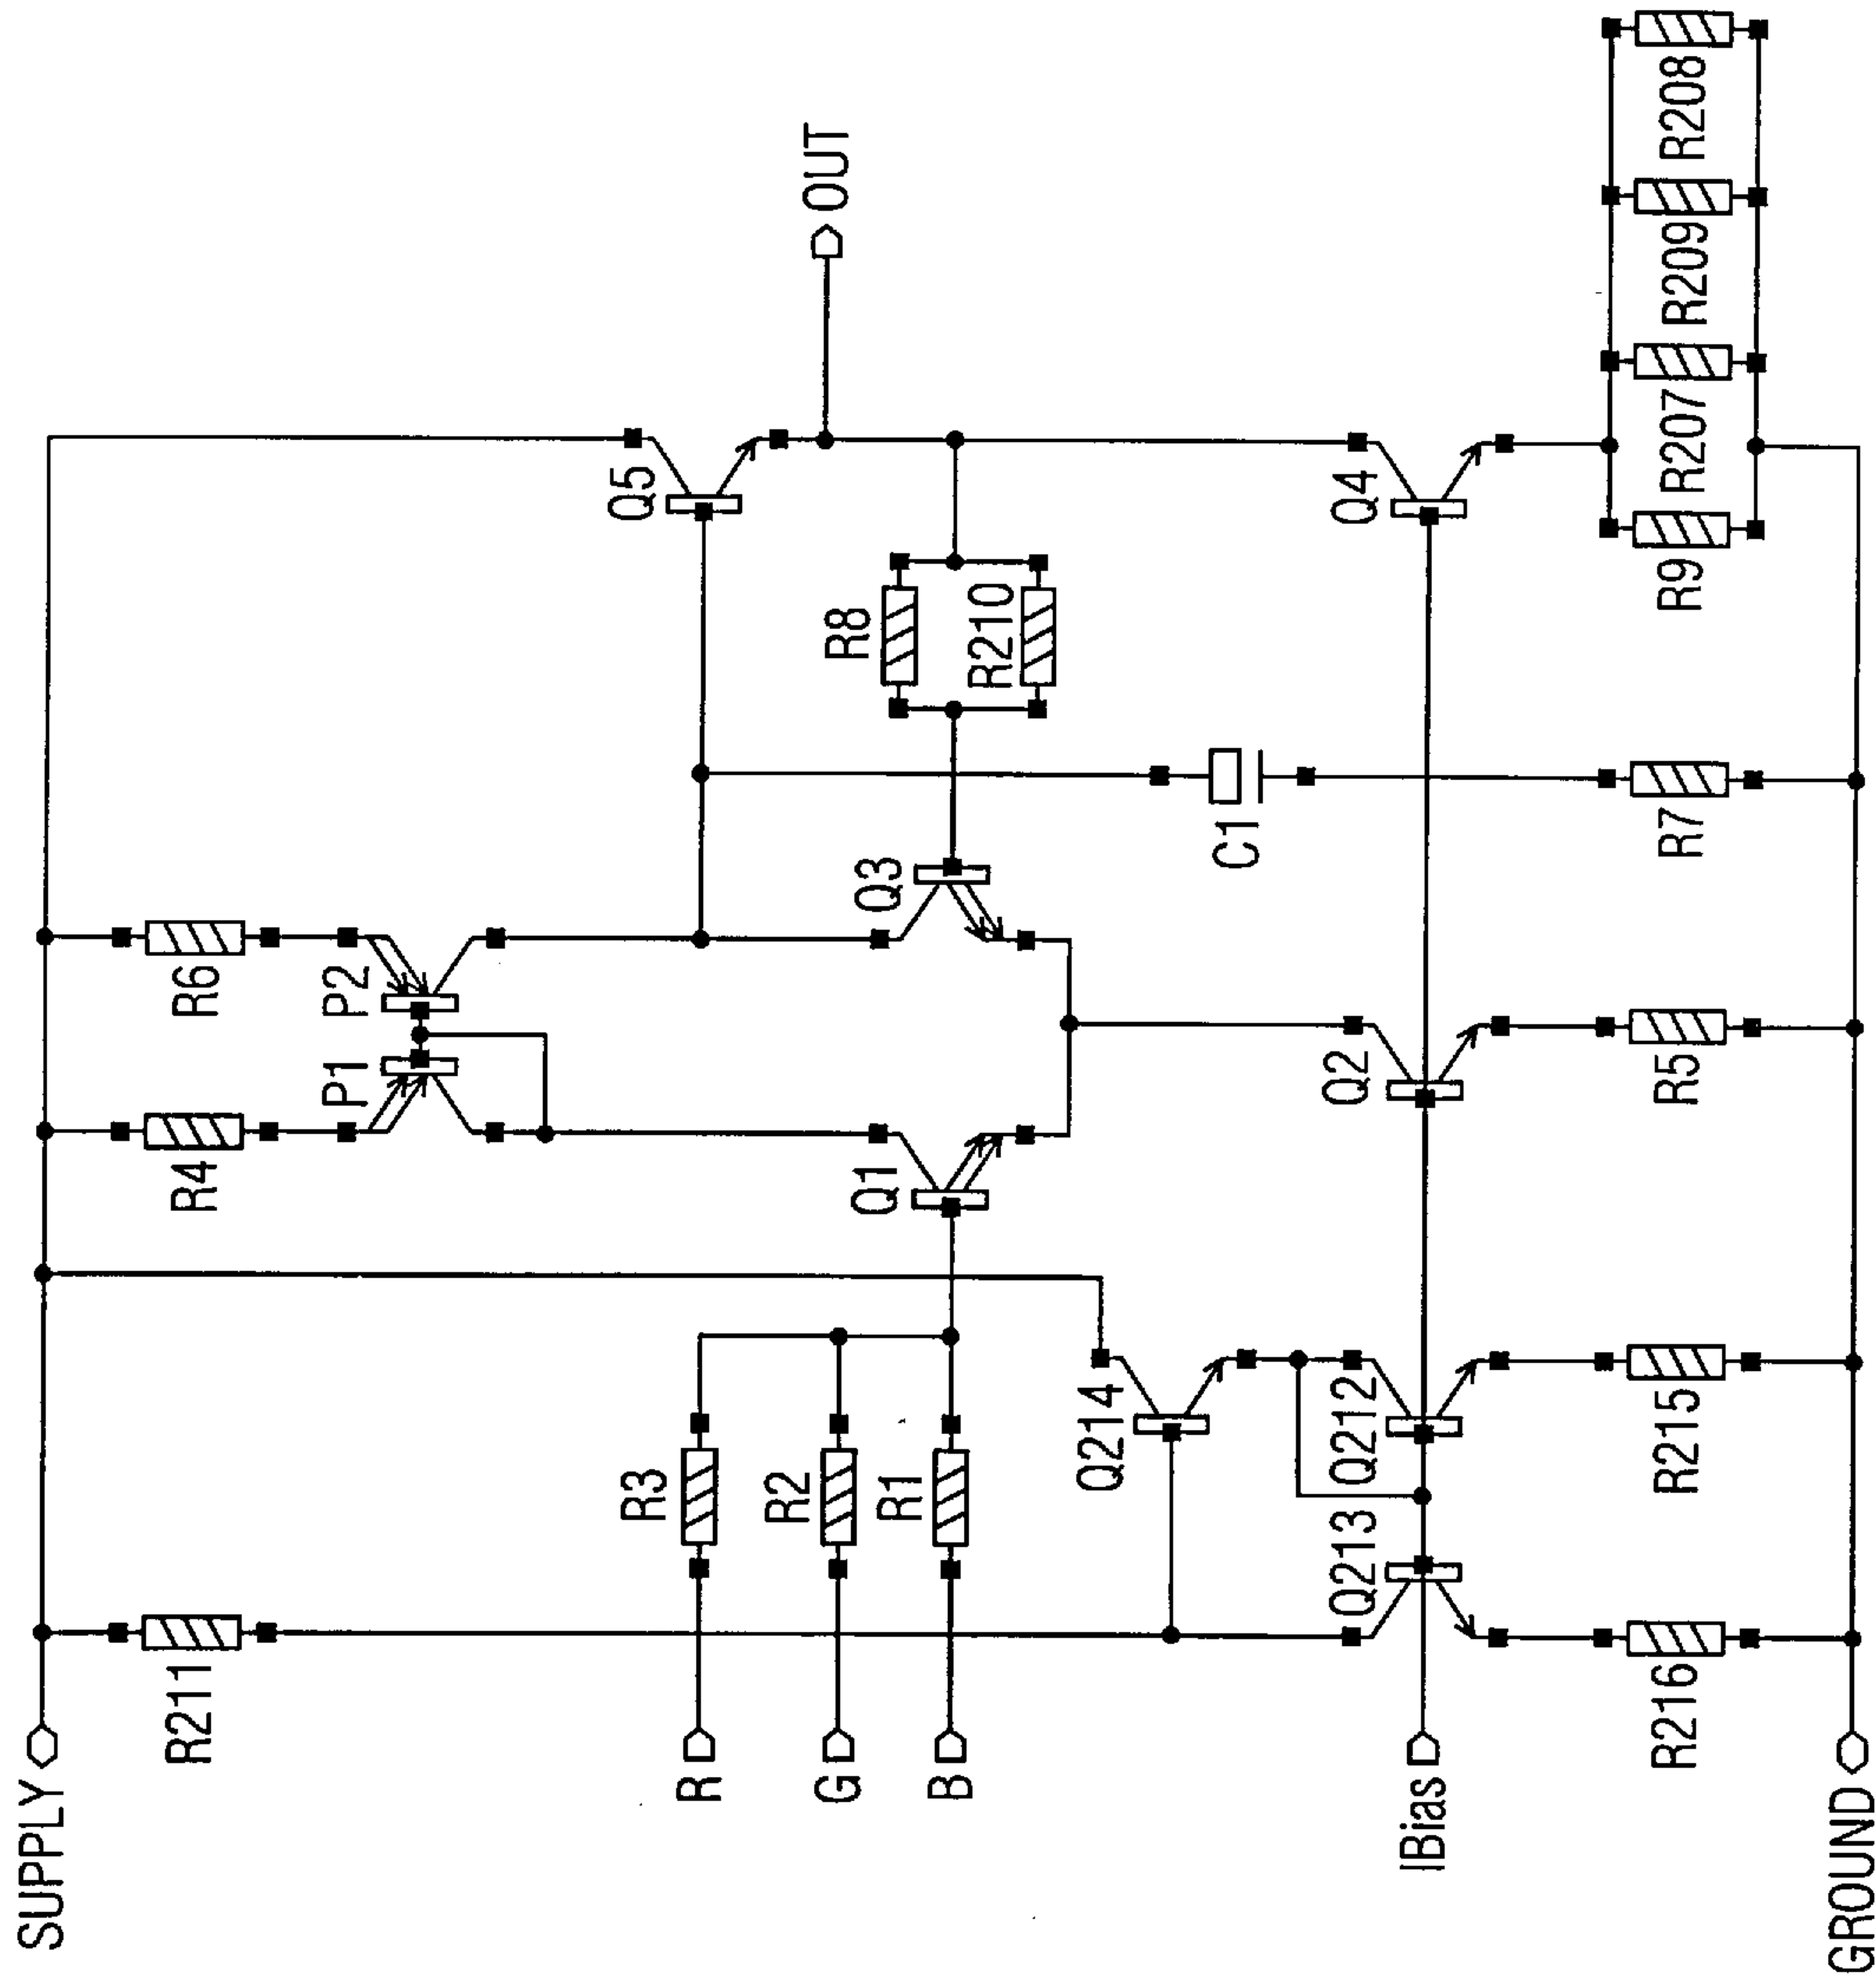 SUPPLY
R211
R4
R6
P1
P2
Q5
OUT
R
G
B
R3
R2
R1
Q1
Q3
R8
R210
Q214
C1
IBias
Q213
Q212
Q2
Q4
R216
R215
R5
R7
R9
R207
R209
R208
GROUND